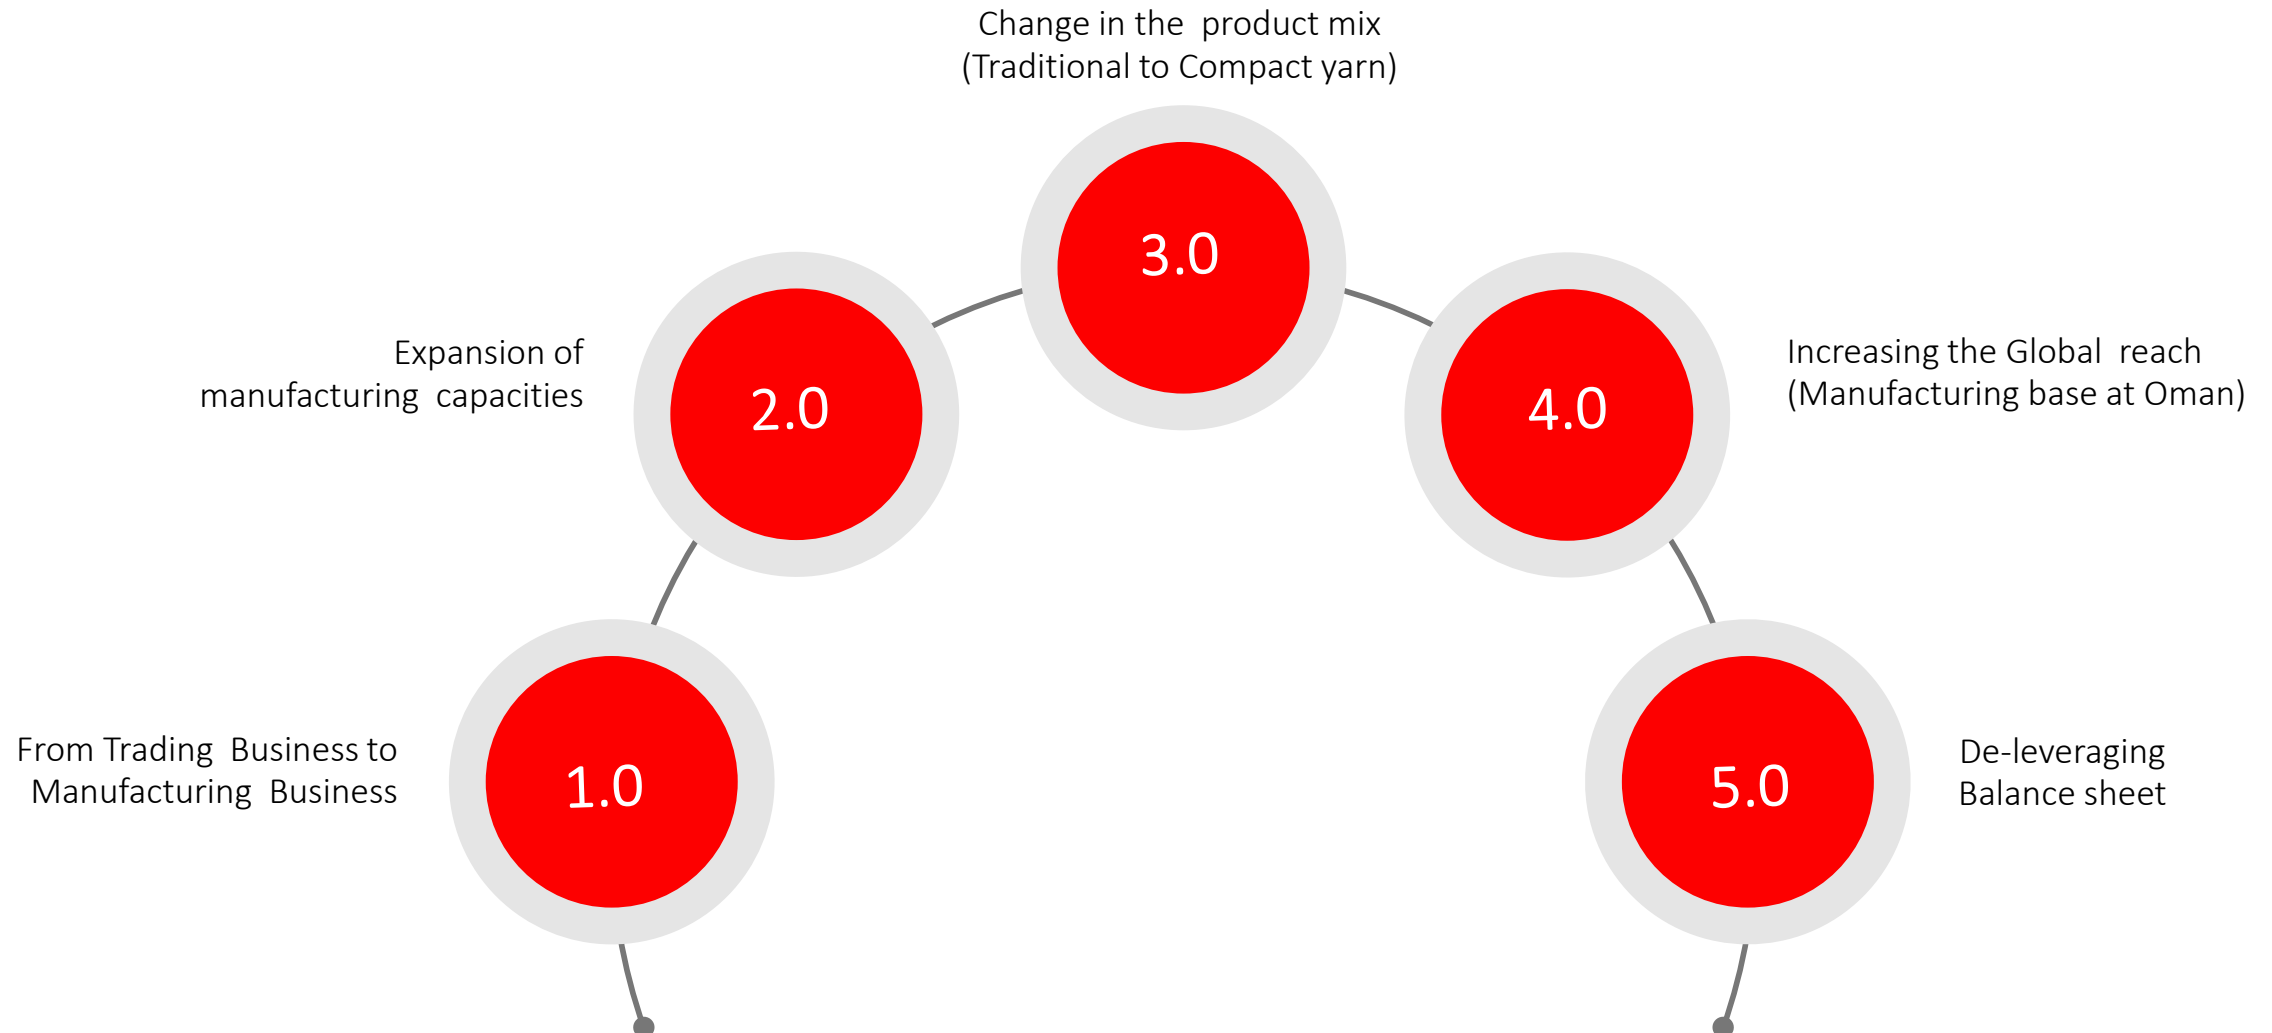 Change in the product mix
(Traditional to Compact yarn)
3.0
Expansion of
manufacturing capacities
2.0
4.0
Increasing the Global reach
(Manufacturing base at Oman)
From Trading Business to
Manufacturing Business
1.0
5.0
De-leveraging
Balance sheet